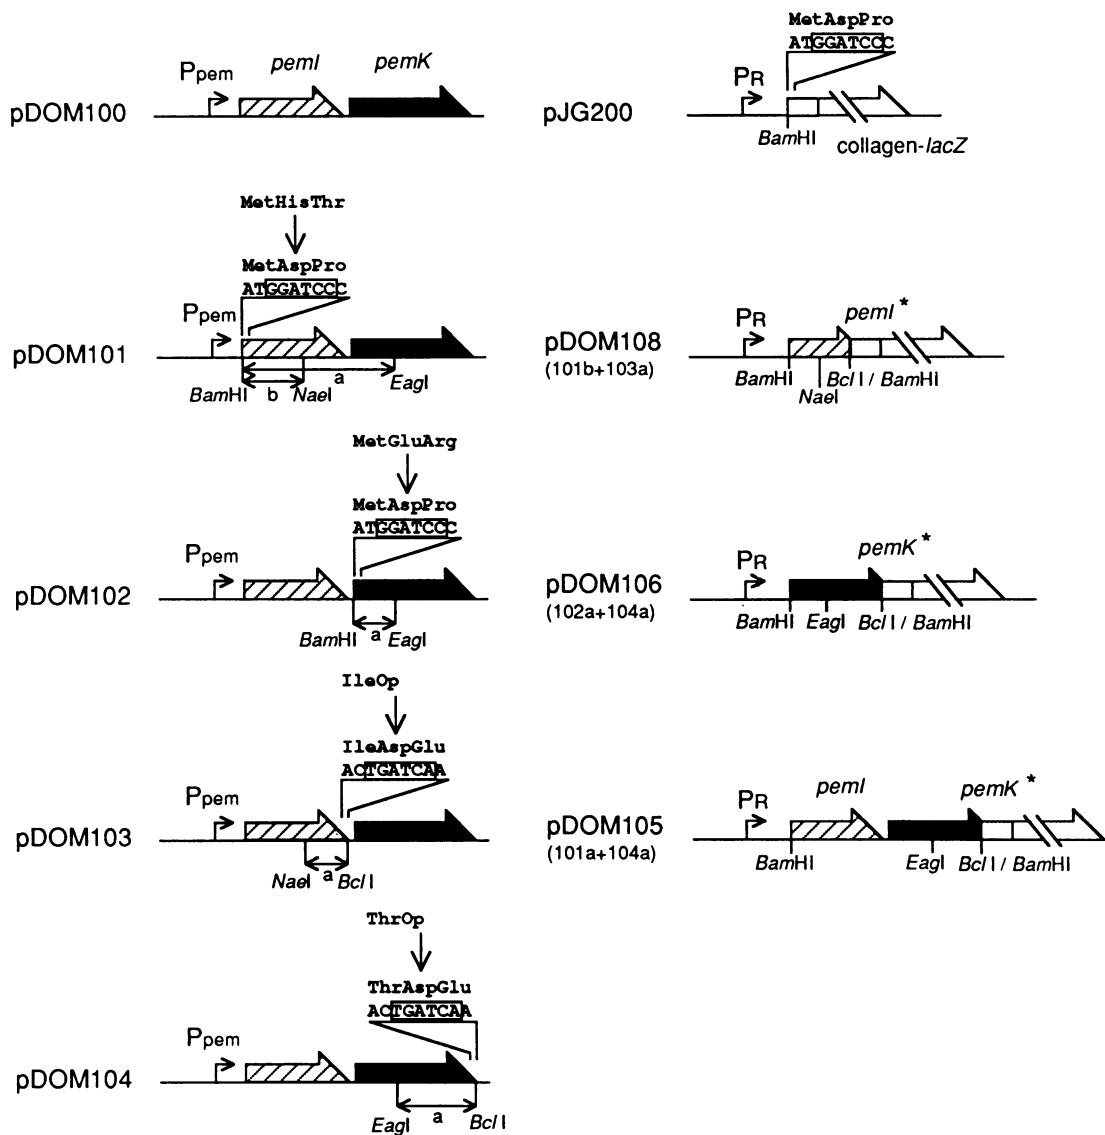 Ppem
pemI
pemK
pDOM100
MetAspPro
ATGGATCCC
PR
pJG200
BamHI
collagen-lacZ
MetHisThr
MetAspPro
ATGGATCCC
Ppem
pDOM101
a
b
BamHI
NaeI
EagI
PR
pemI*
pDOM108
(101b+103a)
BamHI
BclI / BamHI
NaeI
MetGluArg
MetAspPro
ATGGATCCC
Ppem
pDOM102
a
BamHI
EagI
PR
pemK*
pDOM106
(102a+104a)
BamHI EagI BclI / BamHI
IleOp
IleAspGlu
ACTGATCAA
Ppem
pDOM103
a
NaeI BclI
PR
pemI
pemK*
pDOM105
(101a+104a)
BamHI
EagI BclI / BamHI
ThrOp
ThrAspGlu
ACTGATCAA
Ppem
pDOM104
a
EagI
BclI